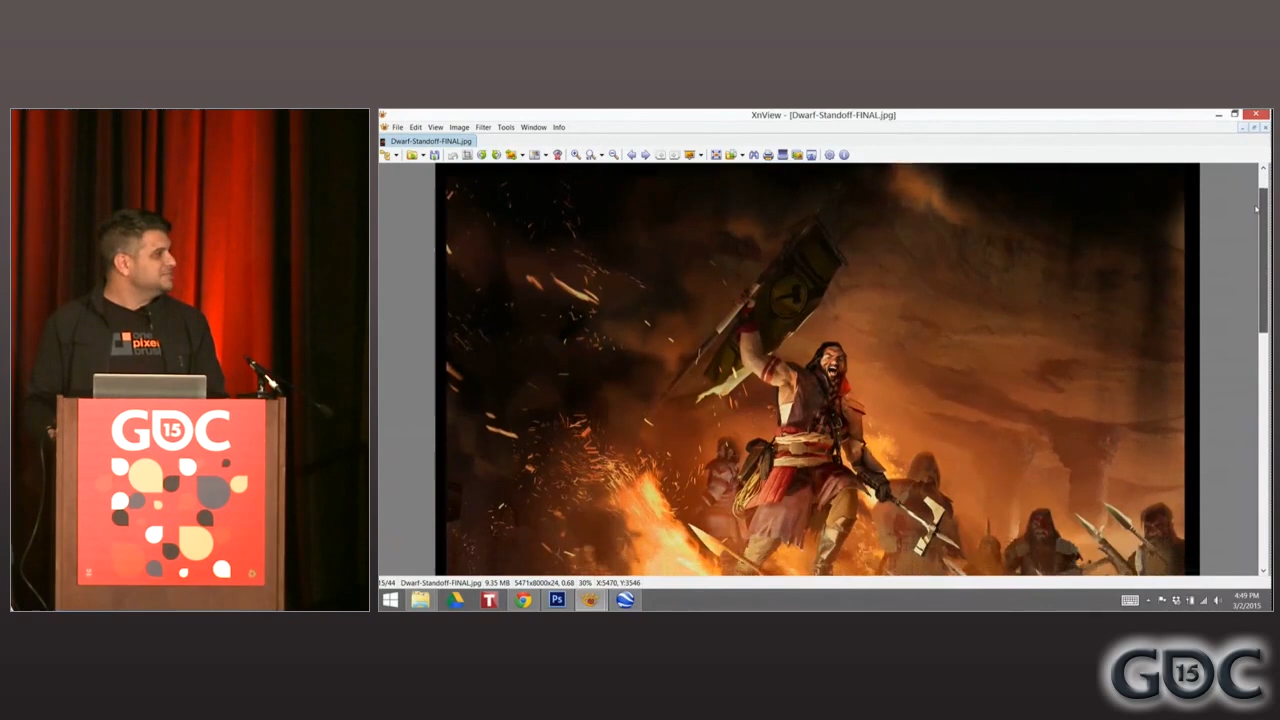 XnView - [Dwarf-Standoff-FINAL.jpg]
File Edit View Image Filter Tools Window Info
Dwarf-Standoff-FINAL.jpg
one
pixel
brush
GDC
15
15/44 Dwarf-Standoff-FINAL.jpg 9.35 MB 5471x8000x24, 0.68 30% X:5470, Y:3546
T
Ps
4:49 PM
3/2/2015
GDC
15